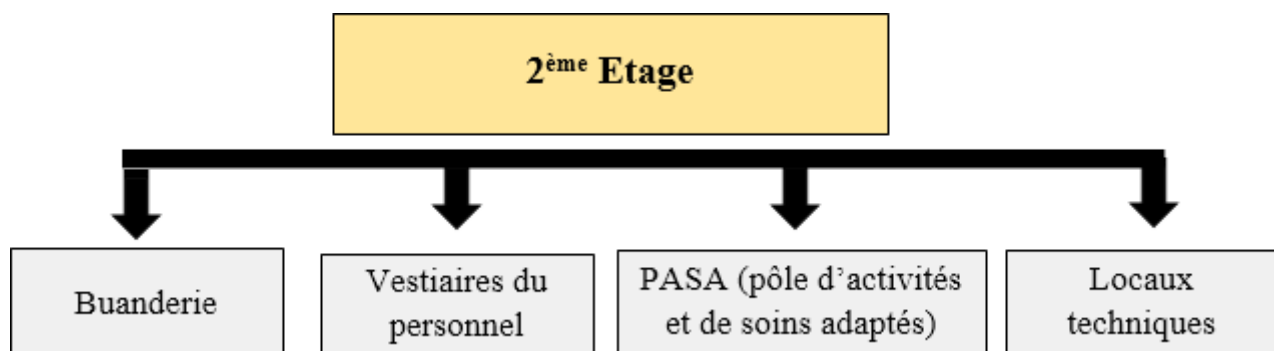 2ème Etage
Buanderie
Vestiaires du
personnel
PASA (pôle d’activités
et de soins adaptés)
Locaux
techniques